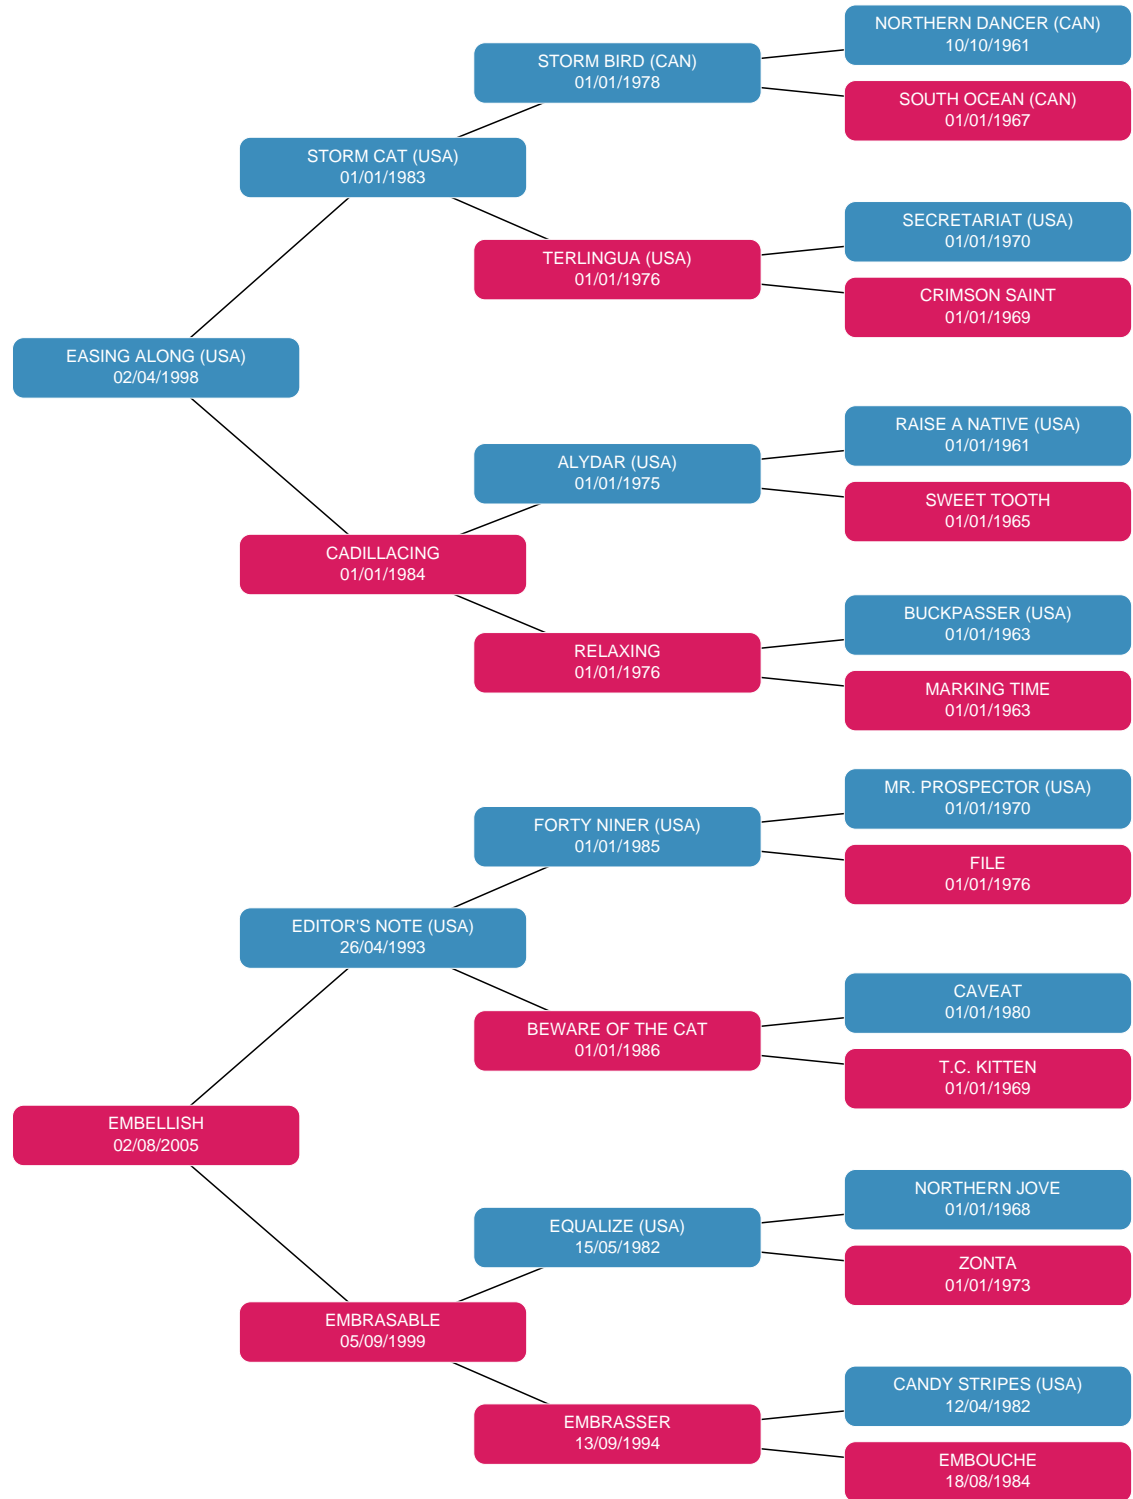 NORTHERN DANCER (CAN)
10/10/1961
STORM BIRD (CAN)
01/01/1978
SOUTH OCEAN (CAN)
01/01/1967
STORM CAT (USA)
01/01/1983
SECRETARIAT (USA)
01/01/1970
TERLINGUA (USA)
01/01/1976
CRIMSON SAINT
01/01/1969
EASING ALONG (USA)
02/04/1998
RAISE A NATIVE (USA)
01/01/1961
ALYDAR (USA)
01/01/1975
SWEET TOOTH
01/01/1965
CADILLACING
01/01/1984
BUCKPASSER (USA)
01/01/1963
RELAXING
01/01/1976
MARKING TIME
01/01/1963
MR. PROSPECTOR (USA)
01/01/1970
FORTY NINER (USA)
01/01/1985
FILE
01/01/1976
EDITOR'S NOTE (USA)
26/04/1993
CAVEAT
01/01/1980
BEWARE OF THE CAT
01/01/1986
T.C. KITTEN
01/01/1969
EMBELLISH
02/08/2005
NORTHERN JOVE
01/01/1968
EQUALIZE (USA)
15/05/1982
ZONTA
01/01/1973
EMBRASABLE
05/09/1999
CANDY STRIPES (USA)
12/04/1982
EMBRASSER
13/09/1994
EMBOUCHE
18/08/1984